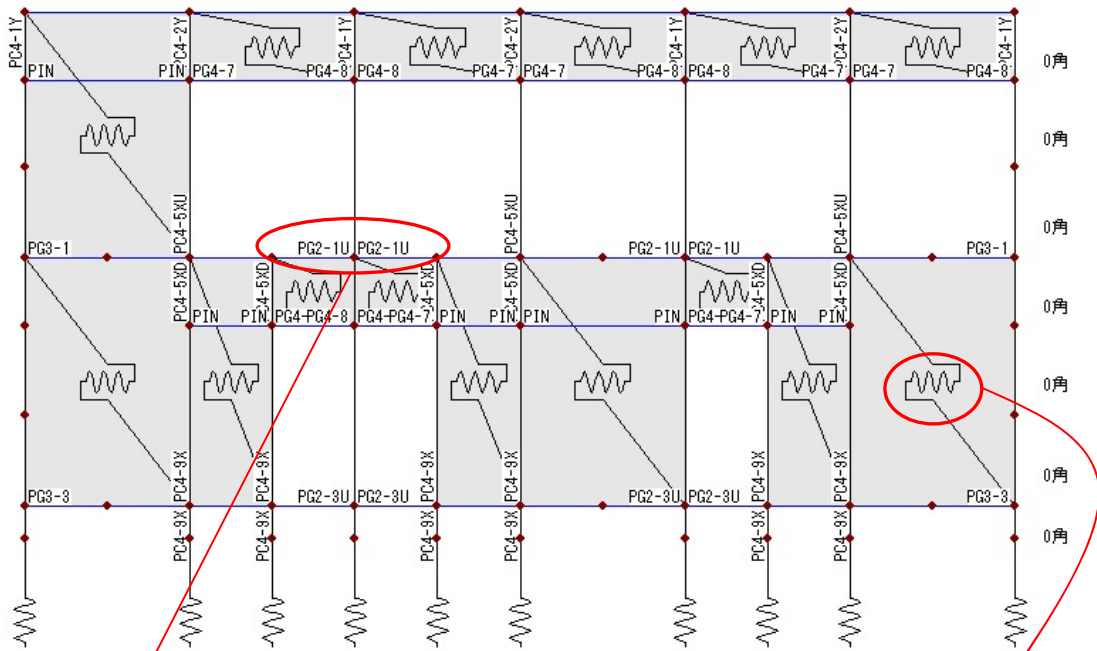 PC4-1Y PC4-2Y PC4-1Y PC4-2Y PC4-1Y PC4-2Y PC4-1Y
0角
PIN PIN PG4-7 PG4-8 PG4-8 PG4-7 PG4-7 PG4-8 PG4-8 PG4-7 PG4-7 PG4-8
0角
PC4-5XU PC4-5XU PC4-5XU
0角
PG3-1 PG2-1U PG2-1U PG2-1U PG2-1U PG3-1
PC4-5XD PC4-5XD PC4-5XD
0角
PIN PIN PG4-8 PG4-7 PIN PIN PIN PG4-7 PIN PIN
0角
PC4-9X PC4-9X PC4-9X PC4-9X PC4-9X PC4-9X
0角
PG3-3 PG2-3U PG2-3U PG2-3U PG2-3U PG3-3
PC4-9X PC4-9X PC4-9X PC4-9X PC4-9X PC4-9X
0角